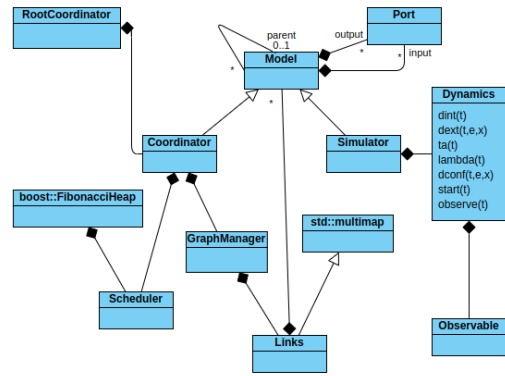 RootCoordinator
Port
parent
0..1
output
*
*
input
Model
*
*
Dynamics
dint(t)
dext(t,e,x)
ta(t)
lambda(t)
dconf(t,e,x)
start(t)
observe(t)
Coordinator
Simulator
boost::FibonacciHeap
std::multimap
GraphManager
Scheduler
Links
Observable